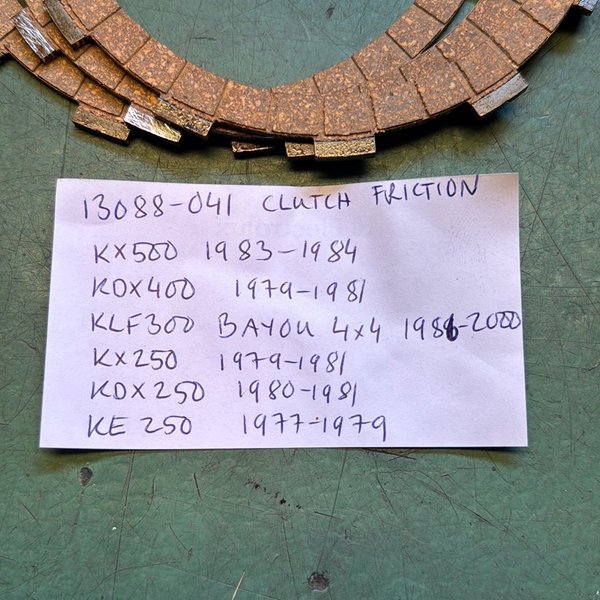 13088-041 CLUTCH FRICTION
KX500 1983-1984
KDX400 1979-1981
KLF300 BAYOU 4x4 1986-2000
KX250 1979-1981
KDX250 1980-1981
KE250 1977-1979